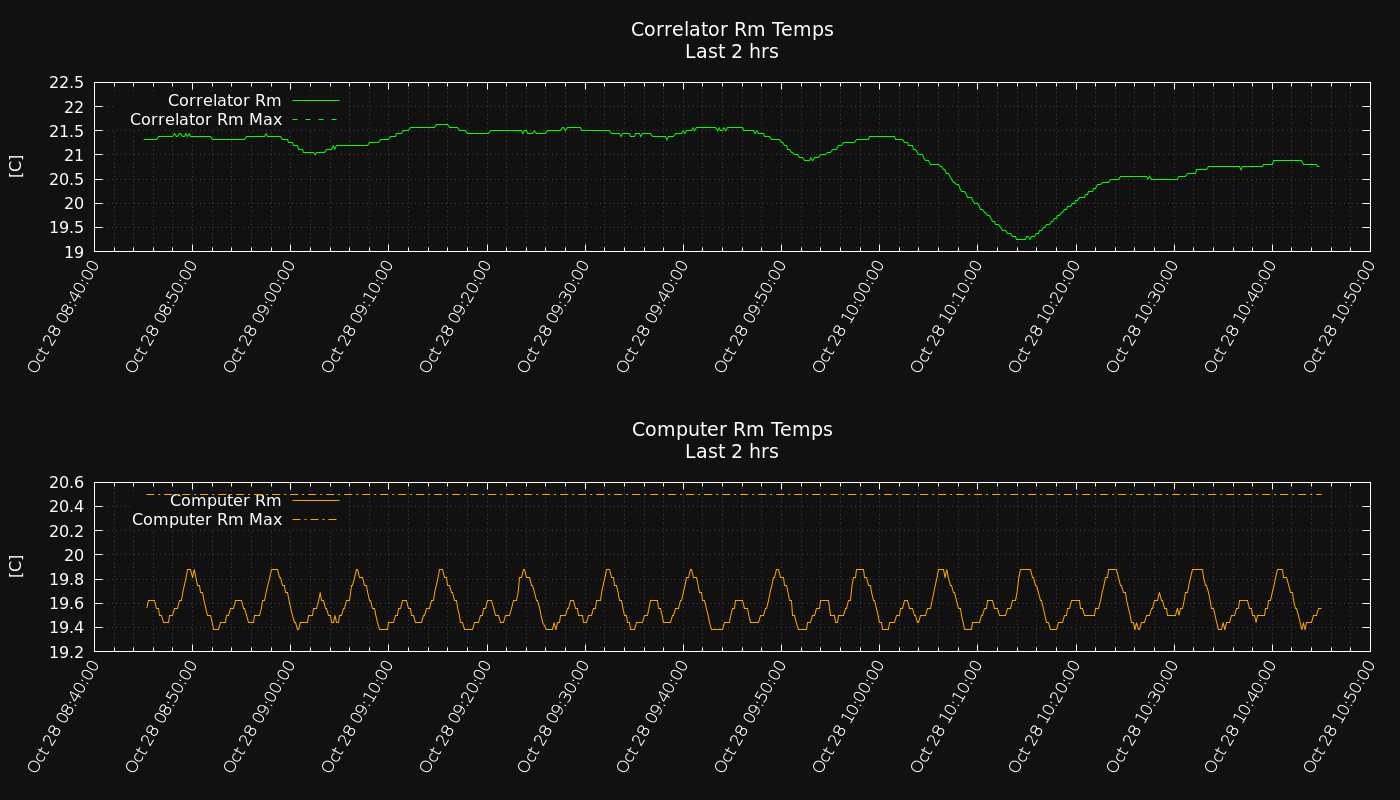 Correlator Rm Temps
Last 2 hrs
22.5
22
21.5
21
20.5
20
19.5
19
[C]
Correlator Rm
Correlator Rm Max
Oct 28 08:40:00
Oct 28 08:50:00
Oct 28 09:00:00
Oct 28 09:10:00
Oct 28 09:20:00
Oct 28 09:30:00
Oct 28 09:40:00
Oct 28 09:50:00
Oct 28 10:00:00
Oct 28 10:10:00
Oct 28 10:20:00
Oct 28 10:30:00
Oct 28 10:40:00
Oct 28 10:50:00
Computer Rm Temps
Last 2 hrs
20.6
20.4
20.2
20
19.8
19.6
19.4
19.2
[C]
Computer Rm
Computer Rm Max
Oct 28 08:40:00
Oct 28 08:50:00
Oct 28 09:00:00
Oct 28 09:10:00
Oct 28 09:20:00
Oct 28 09:30:00
Oct 28 09:40:00
Oct 28 09:50:00
Oct 28 10:00:00
Oct 28 10:10:00
Oct 28 10:20:00
Oct 28 10:30:00
Oct 28 10:40:00
Oct 28 10:50:00